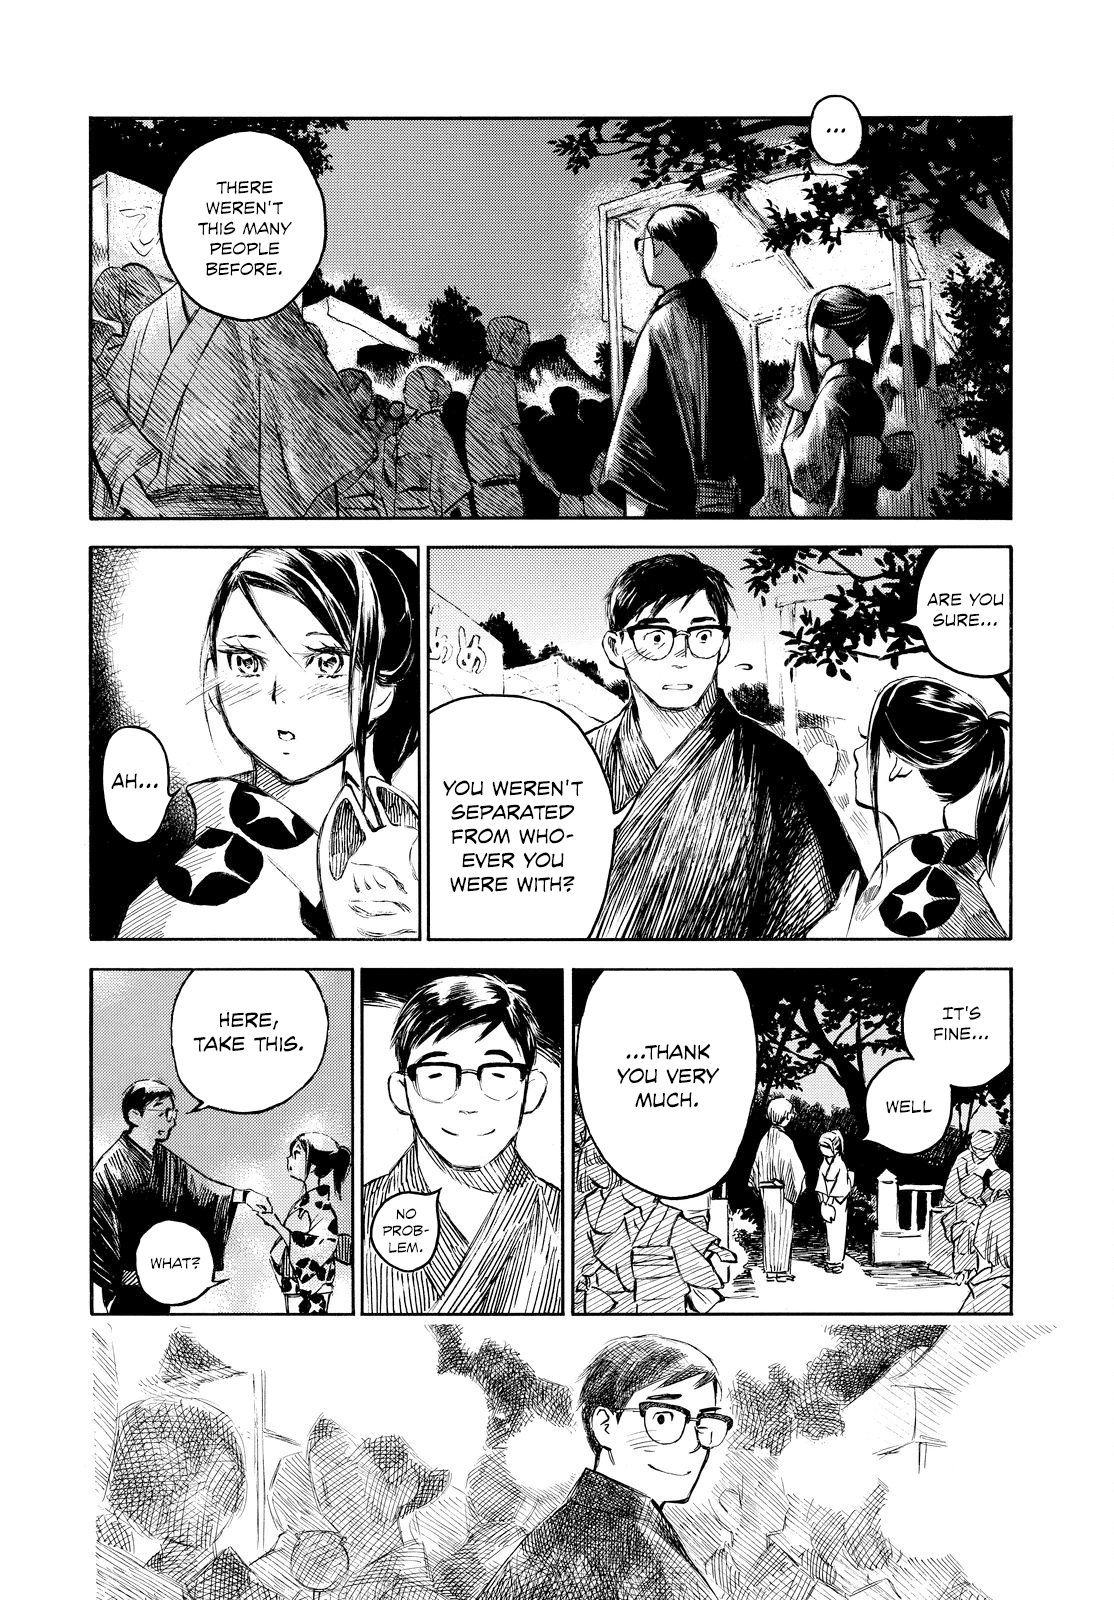 ...
THERE
WEREN'T
THIS MANY
PEOPLE
BEFORE.
ARE YOU
SURE...
YOU WEREN'T
SEPARATED
FROM WHO-
EVER YOU
WERE WITH?
AH...
IT'S
FINE...
WELL
...THANK
YOU VERY
MUCH.
NO
PROB-
LEM.
HERE,
TAKE THIS.
WHAT?